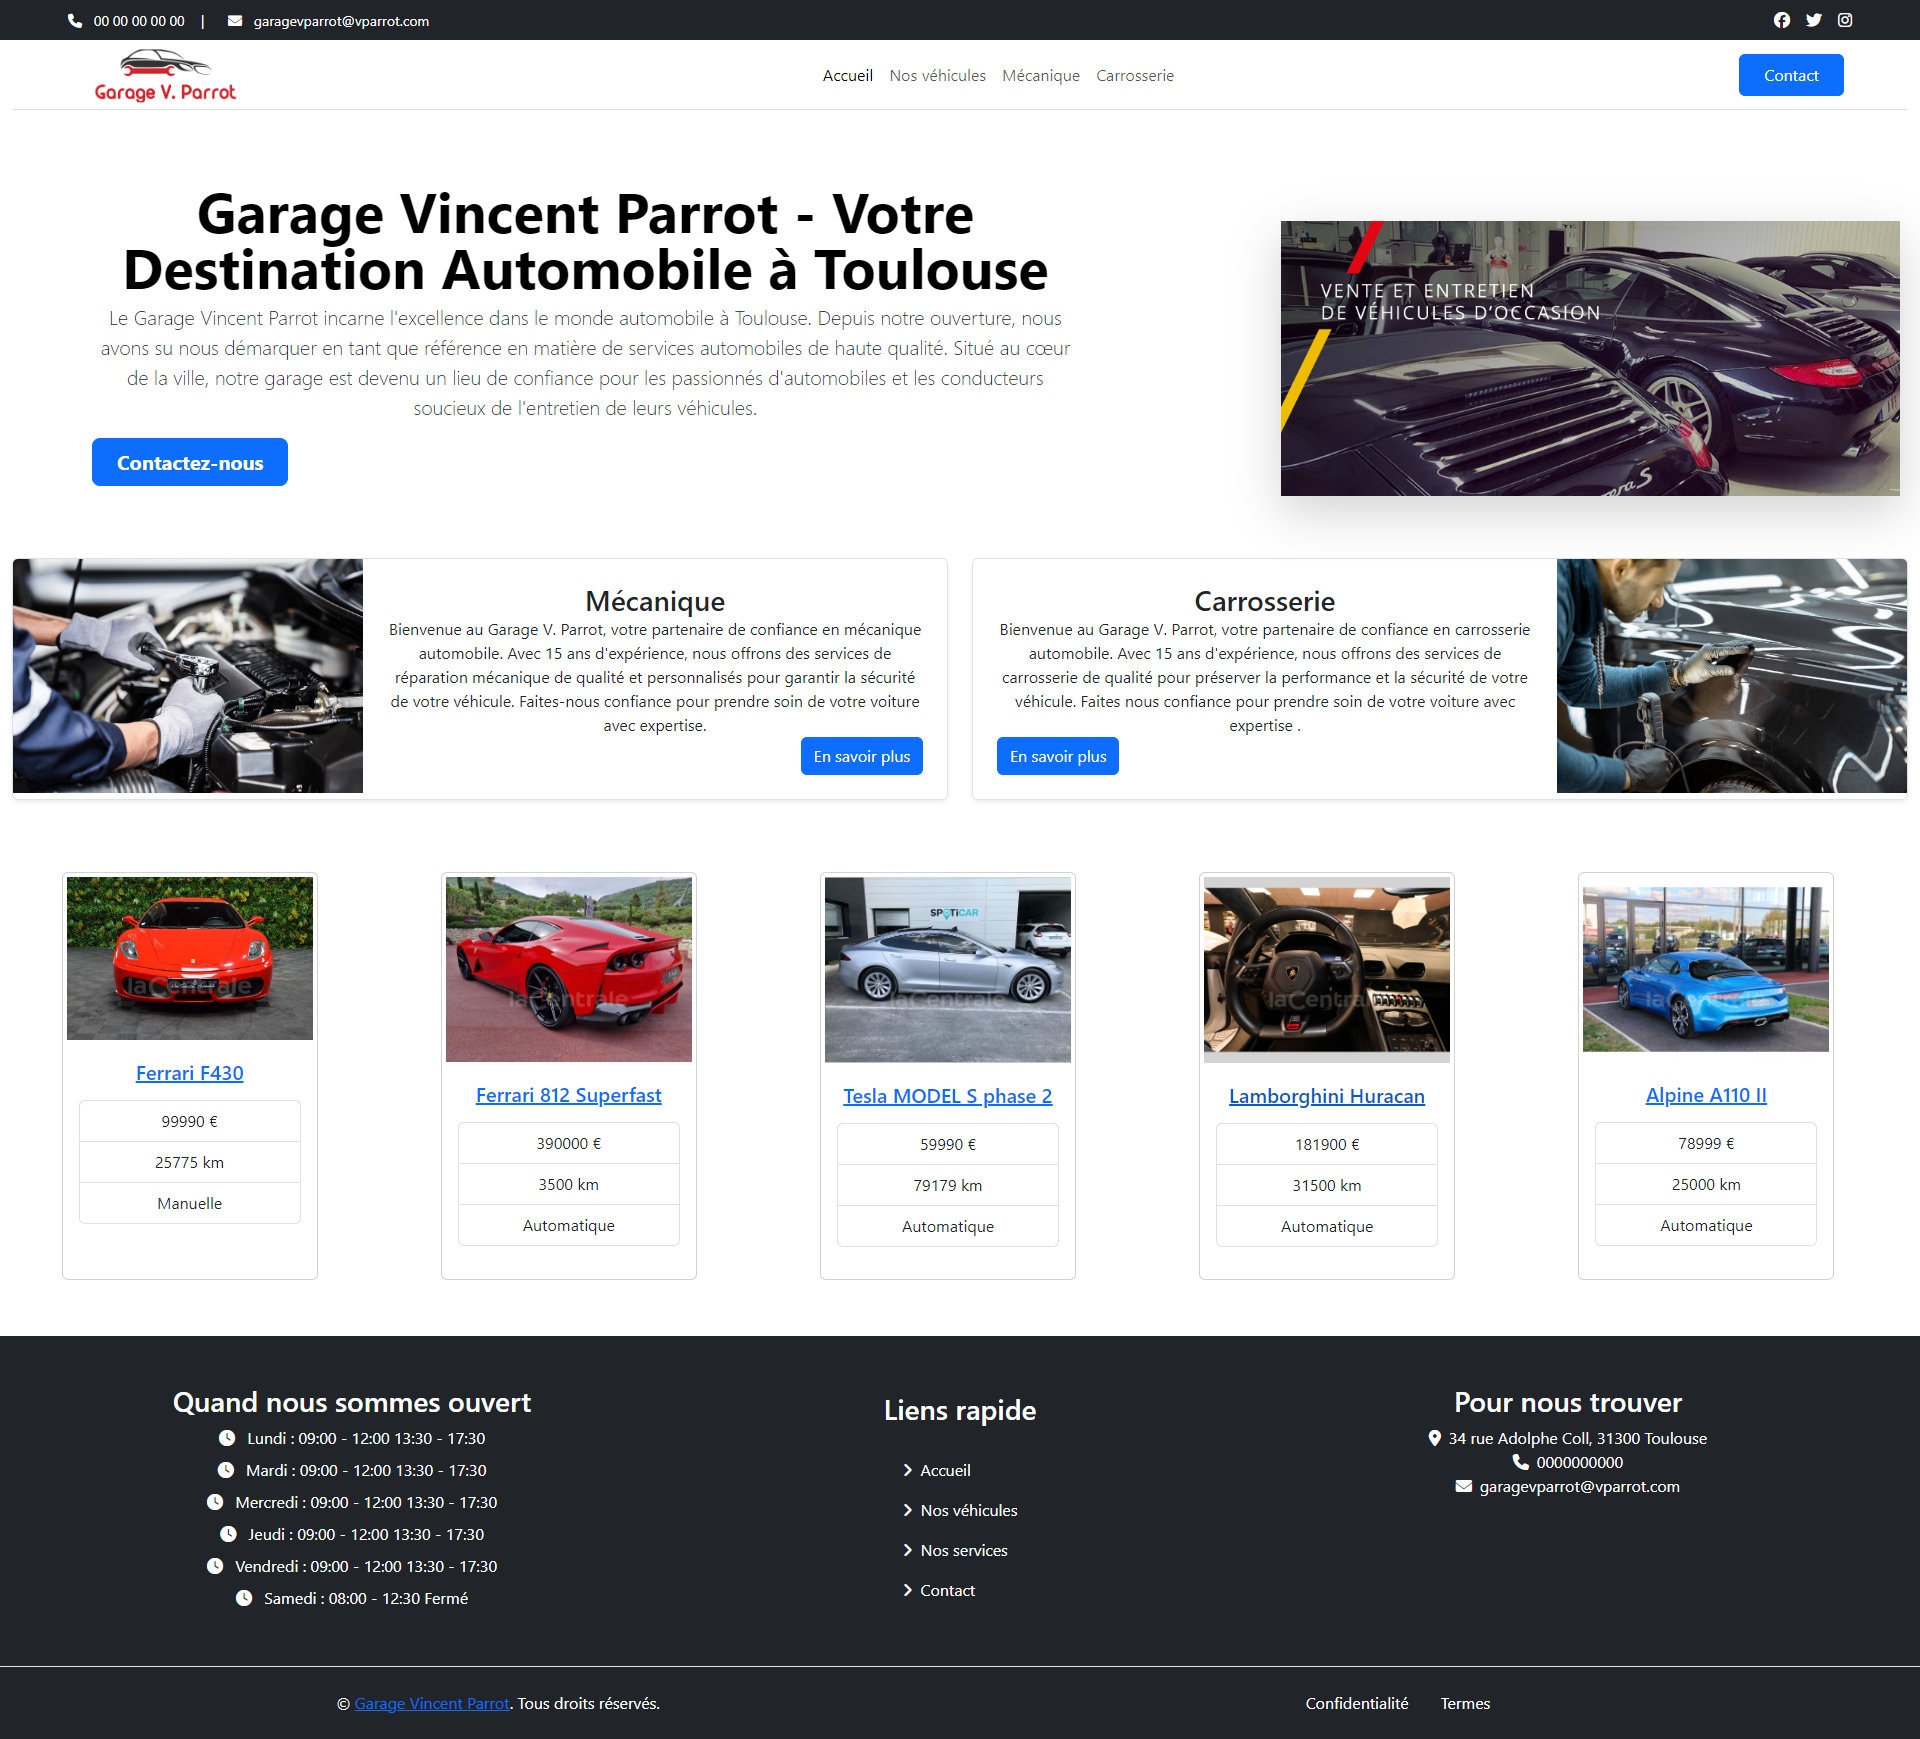 00 00 00 00 00 | garagevparrot@vparrot.com
Garage V. Parrot
Accueil Nos véhicules Mécanique Carrosserie
Contact
Garage Vincent Parrot - Votre
Destination Automobile à Toulouse
Le Garage Vincent Parrot incarne l'excellence dans le monde automobile à Toulouse. Depuis notre ouverture, nous
avons su nous démarquer en tant que référence en matière de services automobiles de haute qualité. Situé au cœur
de la ville, notre garage est devenu un lieu de confiance pour les passionnés d'automobiles et les conducteurs
soucieux de l'entretien de leurs véhicules.
Contactez-nous
VENTE ET ENTRETIEN
DE VÉHICULES D'OCCASION
Mécanique
Bienvenue au Garage V. Parrot, votre partenaire de confiance en mécanique
automobile. Avec 15 ans d'expérience, nous offrons des services de
réparation mécanique de qualité et personnalisés pour garantir la sécurité
de votre véhicule. Faites-nous confiance pour prendre soin de votre voiture
avec expertise.
En savoir plus
Carrosserie
Bienvenue au Garage V. Parrot, votre partenaire de confiance en carrosserie
automobile. Avec 15 ans d'expérience, nous offrons des services de
carrosserie de qualité pour préserver la performance et la sécurité de votre
véhicule. Faites nous confiance pour prendre soin de votre voiture avec
expertise .
En savoir plus
laCentrale
Ferrari F430
99990 €
25775 km
Manuelle
laCentrale
Ferrari 812 Superfast
390000 €
3500 km
Automatique
SPOTiCAR
laCentrale
Tesla MODEL S phase 2
59990 €
79179 km
Automatique
laCentrale
Lamborghini Huracan
181900 €
31500 km
Automatique
laCentrale
Alpine A110 II
78999 €
25000 km
Automatique
Quand nous sommes ouvert
Lundi : 09:00 - 12:00 13:30 - 17:30
Mardi : 09:00 - 12:00 13:30 - 17:30
Mercredi : 09:00 - 12:00 13:30 - 17:30
Jeudi : 09:00 - 12:00 13:30 - 17:30
Vendredi : 09:00 - 12:00 13:30 - 17:30
Samedi : 08:00 - 12:30 Fermé
Liens rapide
Accueil
Nos véhicules
Nos services
Contact
Pour nous trouver
34 rue Adolphe Coll, 31300 Toulouse
0000000000
garagevparrot@vparrot.com
© Garage Vincent Parrot. Tous droits réservés.
Confidentialité Termes